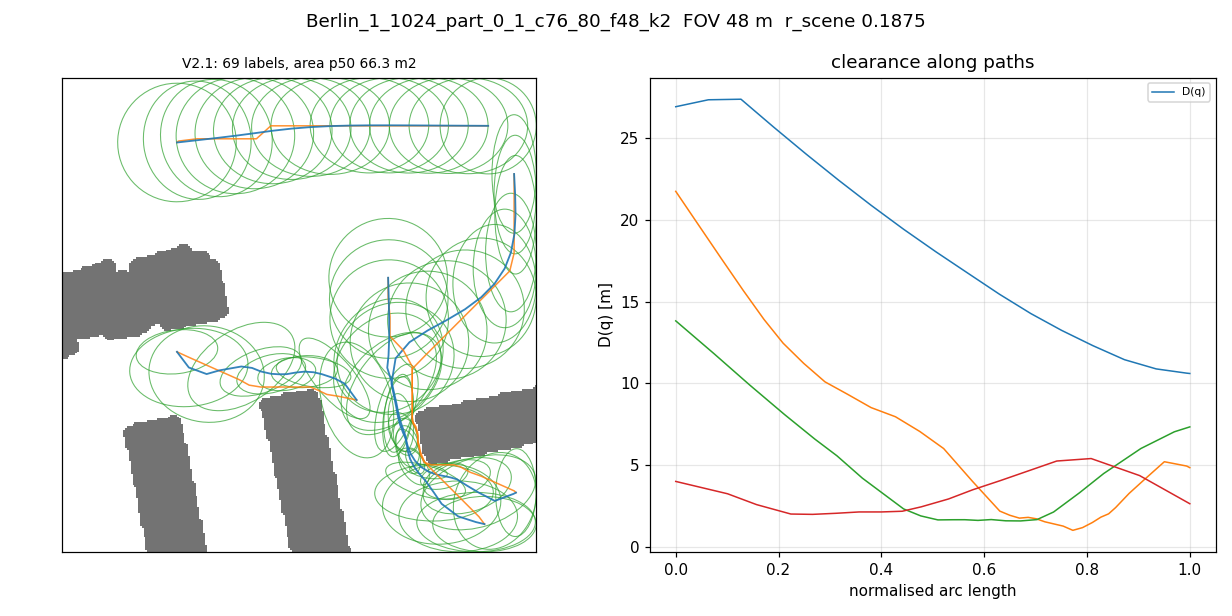 Berlin_1_1024_part_0_1_c76_80_f48_k2 FOV 48 m r_scene 0.1875
V2.1: 69 labels, area p50 66.3 m2
clearance along paths
D(q)
D(q) [m]
25
20
15
10
5
0
0.0 0.2 0.4 0.6 0.8 1.0
normalised arc length